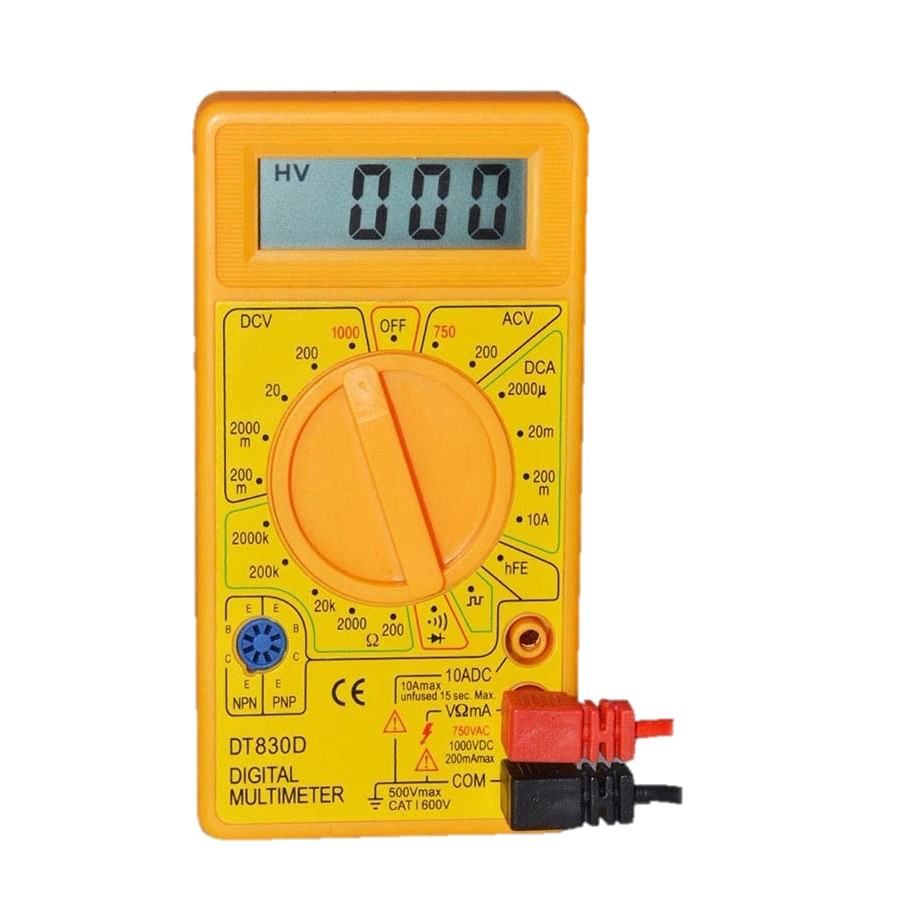 HV 000
DCV
1000
OFF
750
ACV
200
200
DCA
20
2000µ
2000
m
20m
200
m
200
m
10A
2000k
hFE
200k
20k
2000
Ω
200
E E
B B
C C
E E
NPN PNP
10ADC
10Amax
unfused 15 sec. Max.
VΩmA
750VAC
1000VDC
200mAmax
COM
500Vmax
CAT I 600V
CE
DT830D
DIGITAL
MULTIMETER